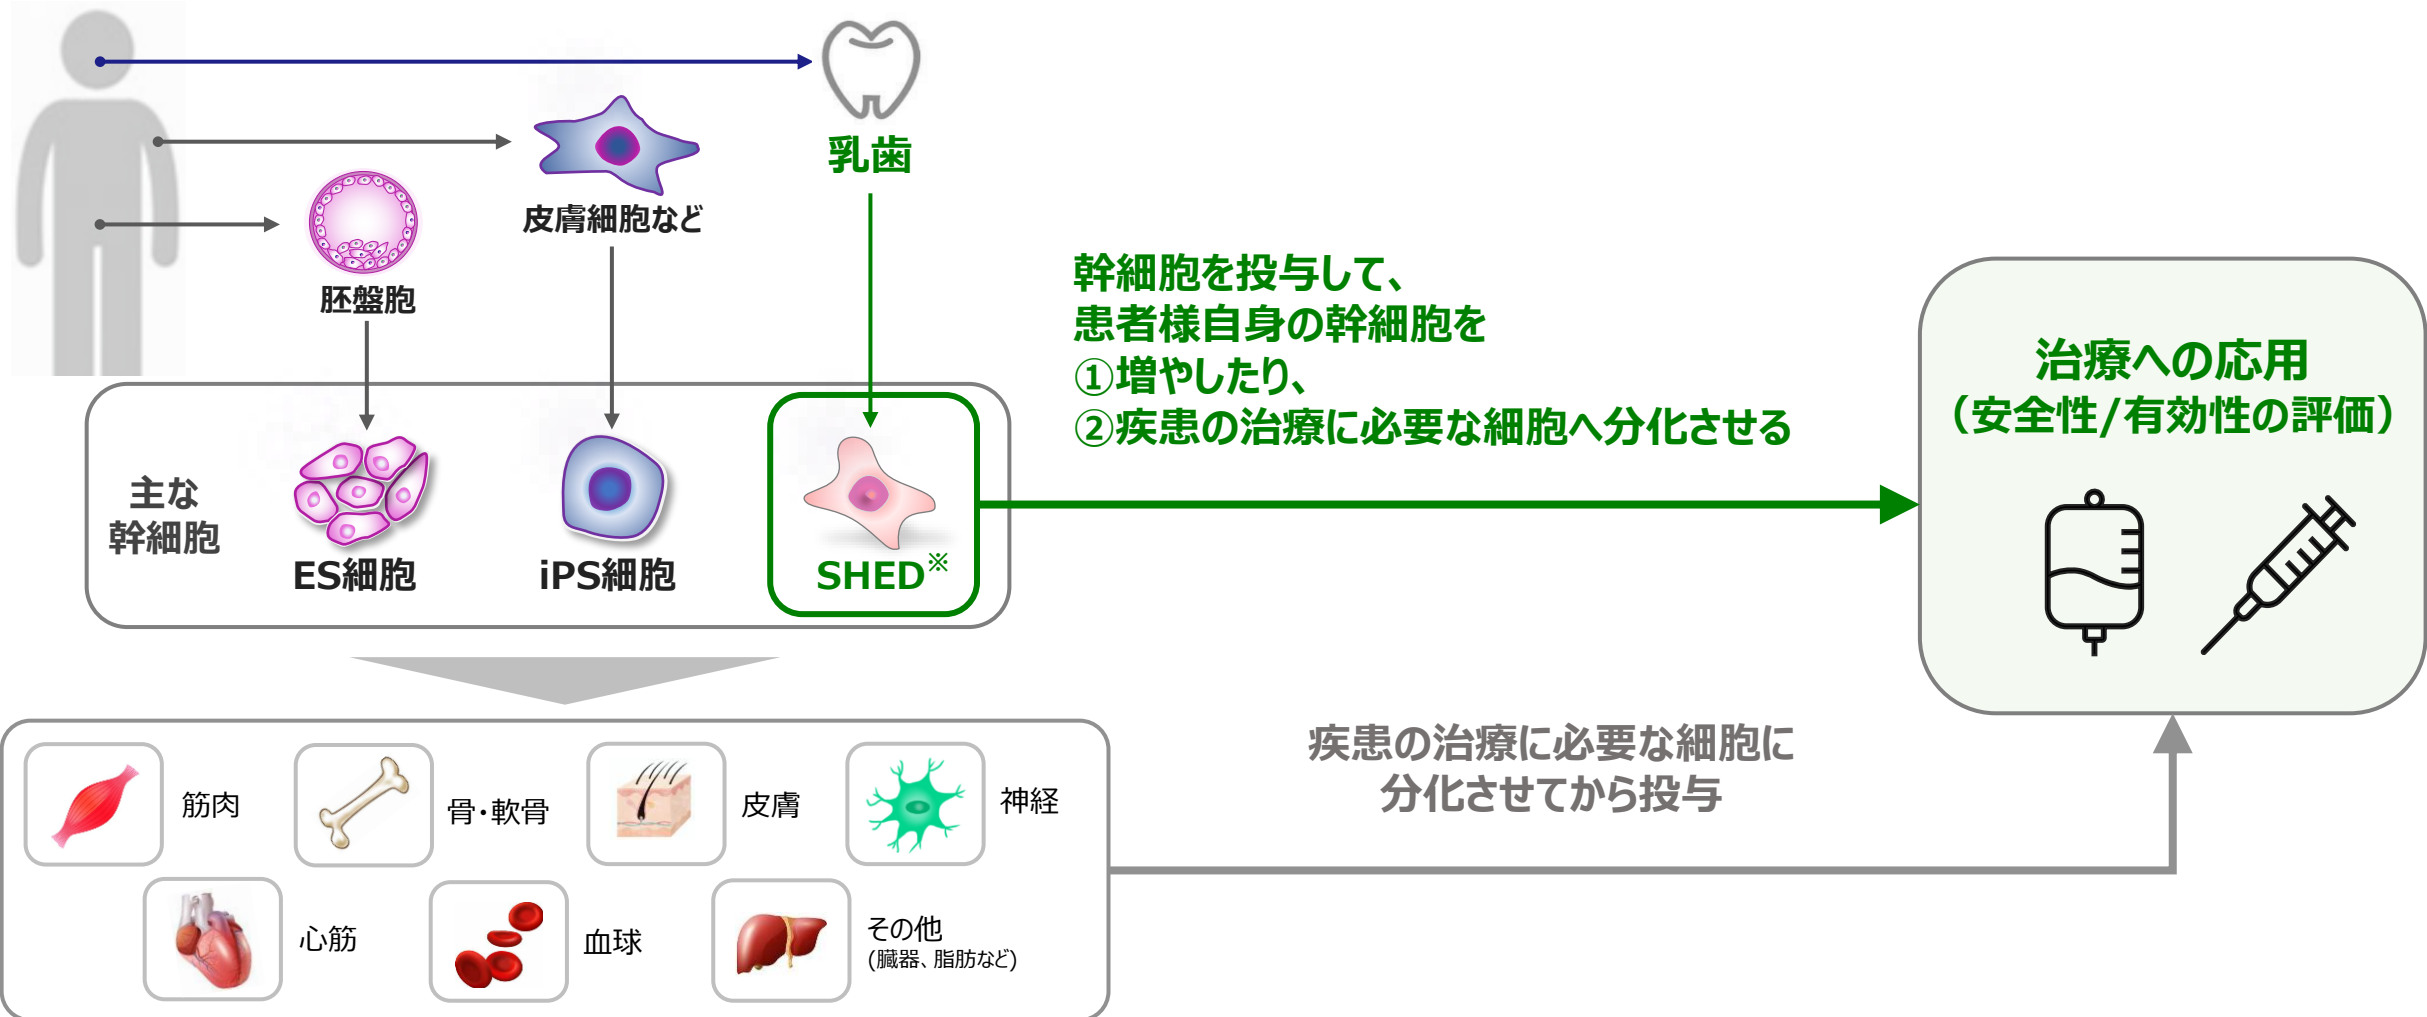 乳歯
皮膚細胞など
胚盤胞
幹細胞を投与して、
患者様自身の幹細胞を
①増やしたり、
②疾患の治療に必要な細胞へ分化させる
治療への応用
（安全性/有効性の評価）
主な
幹細胞
ES細胞
iPS細胞
SHED※
疾患の治療に必要な細胞に
分化させてから投与
筋肉
骨・軟骨
皮膚
神経
心筋
血球
その他
(臓器、脂肪など)